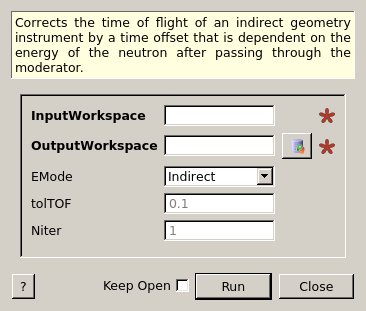 Corrects the time of flight of an indirect geometry
instrument by a time offset that is dependent on the
energy of the neutron after passing through the
moderator.
InputWorkspace
OutputWorkspace
EMode Indirect
tolTOF 0.1
Niter 1
? Keep Open Run Close